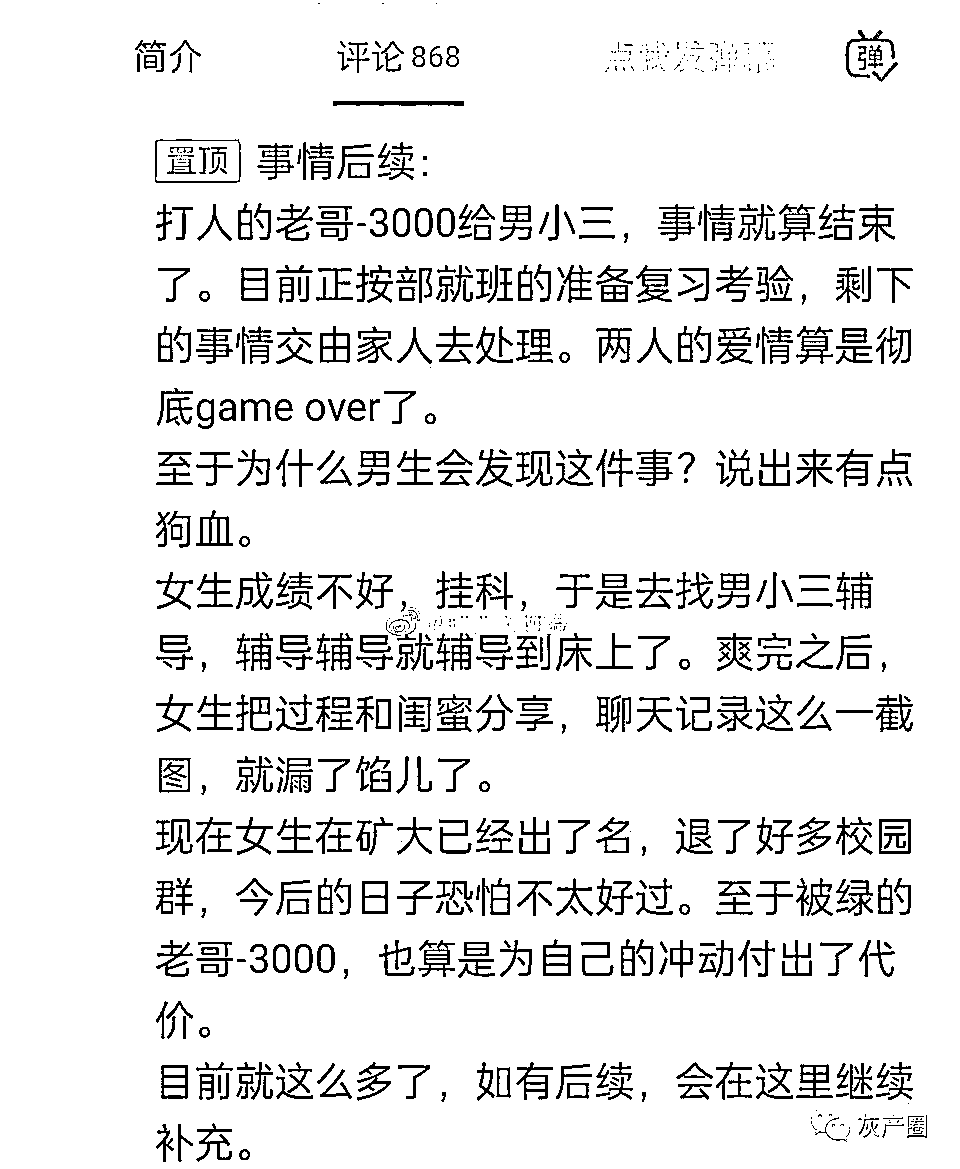 简介
评论 868
点我发弹幕
弹
置顶 事情后续：
打人的老哥-3000给男小三，事情就算结束
了。目前正按部就班的准备复习考验，剩下
的事情交由家人去处理。两人的爱情算是彻
底game over了。
至于为什么男生会发现这件事？说出来有点
狗血。
女生成绩不好，挂科，于是去找男小三辅
导，辅导辅导就辅导到床上了。爽完之后，
女生把过程和闺蜜分享，聊天记录这么一截
图，就漏了馅儿了。
现在女生在矿大已经出了名，退了好多校园
群，今后的日子恐怕不太好过。至于被绿的
老哥-3000，也算是为自己的冲动付出了代
价。
目前就这么多了，如有后续，会在这里继续
补充。
灰产圈